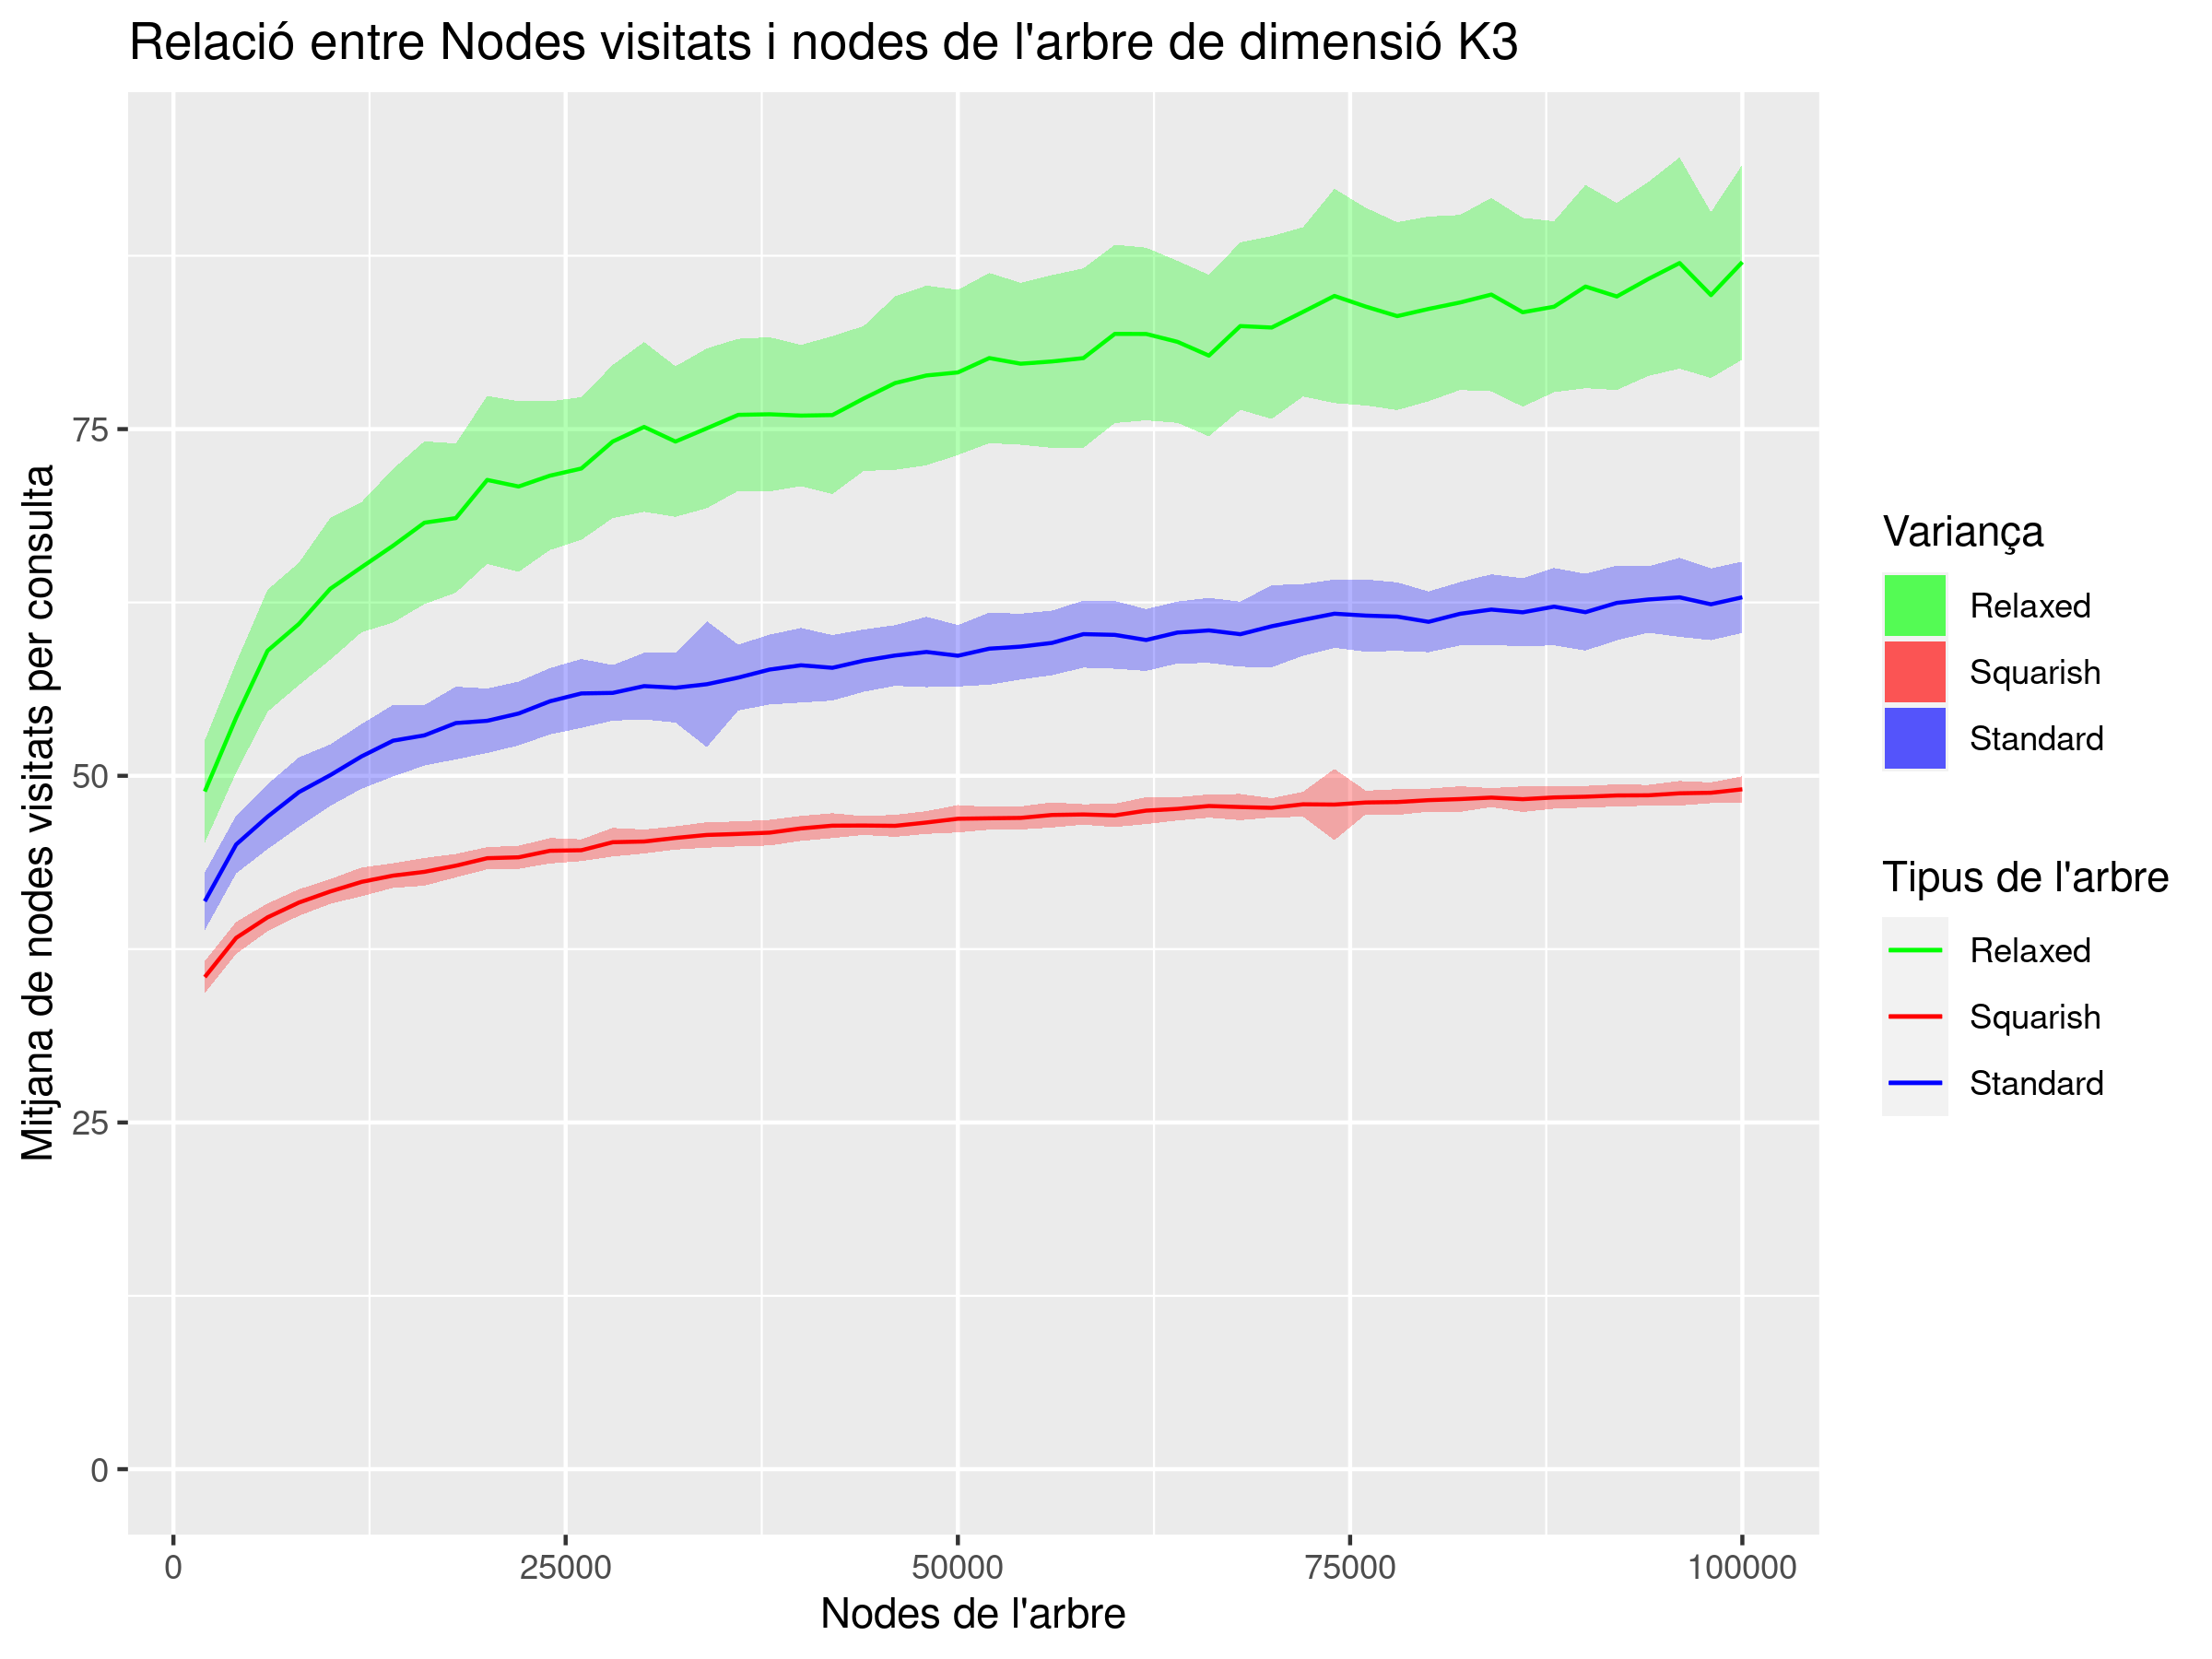 Relació entre Nodes visitats i nodes de l'arbre de dimensió K3
Mitjana de nodes visitats per consulta
75
50
25
0
0
25000
50000
75000
100000
Nodes de l'arbre
Variança
Relaxed
Squarish
Standard
Tipus de l'arbre
Relaxed
Squarish
Standard